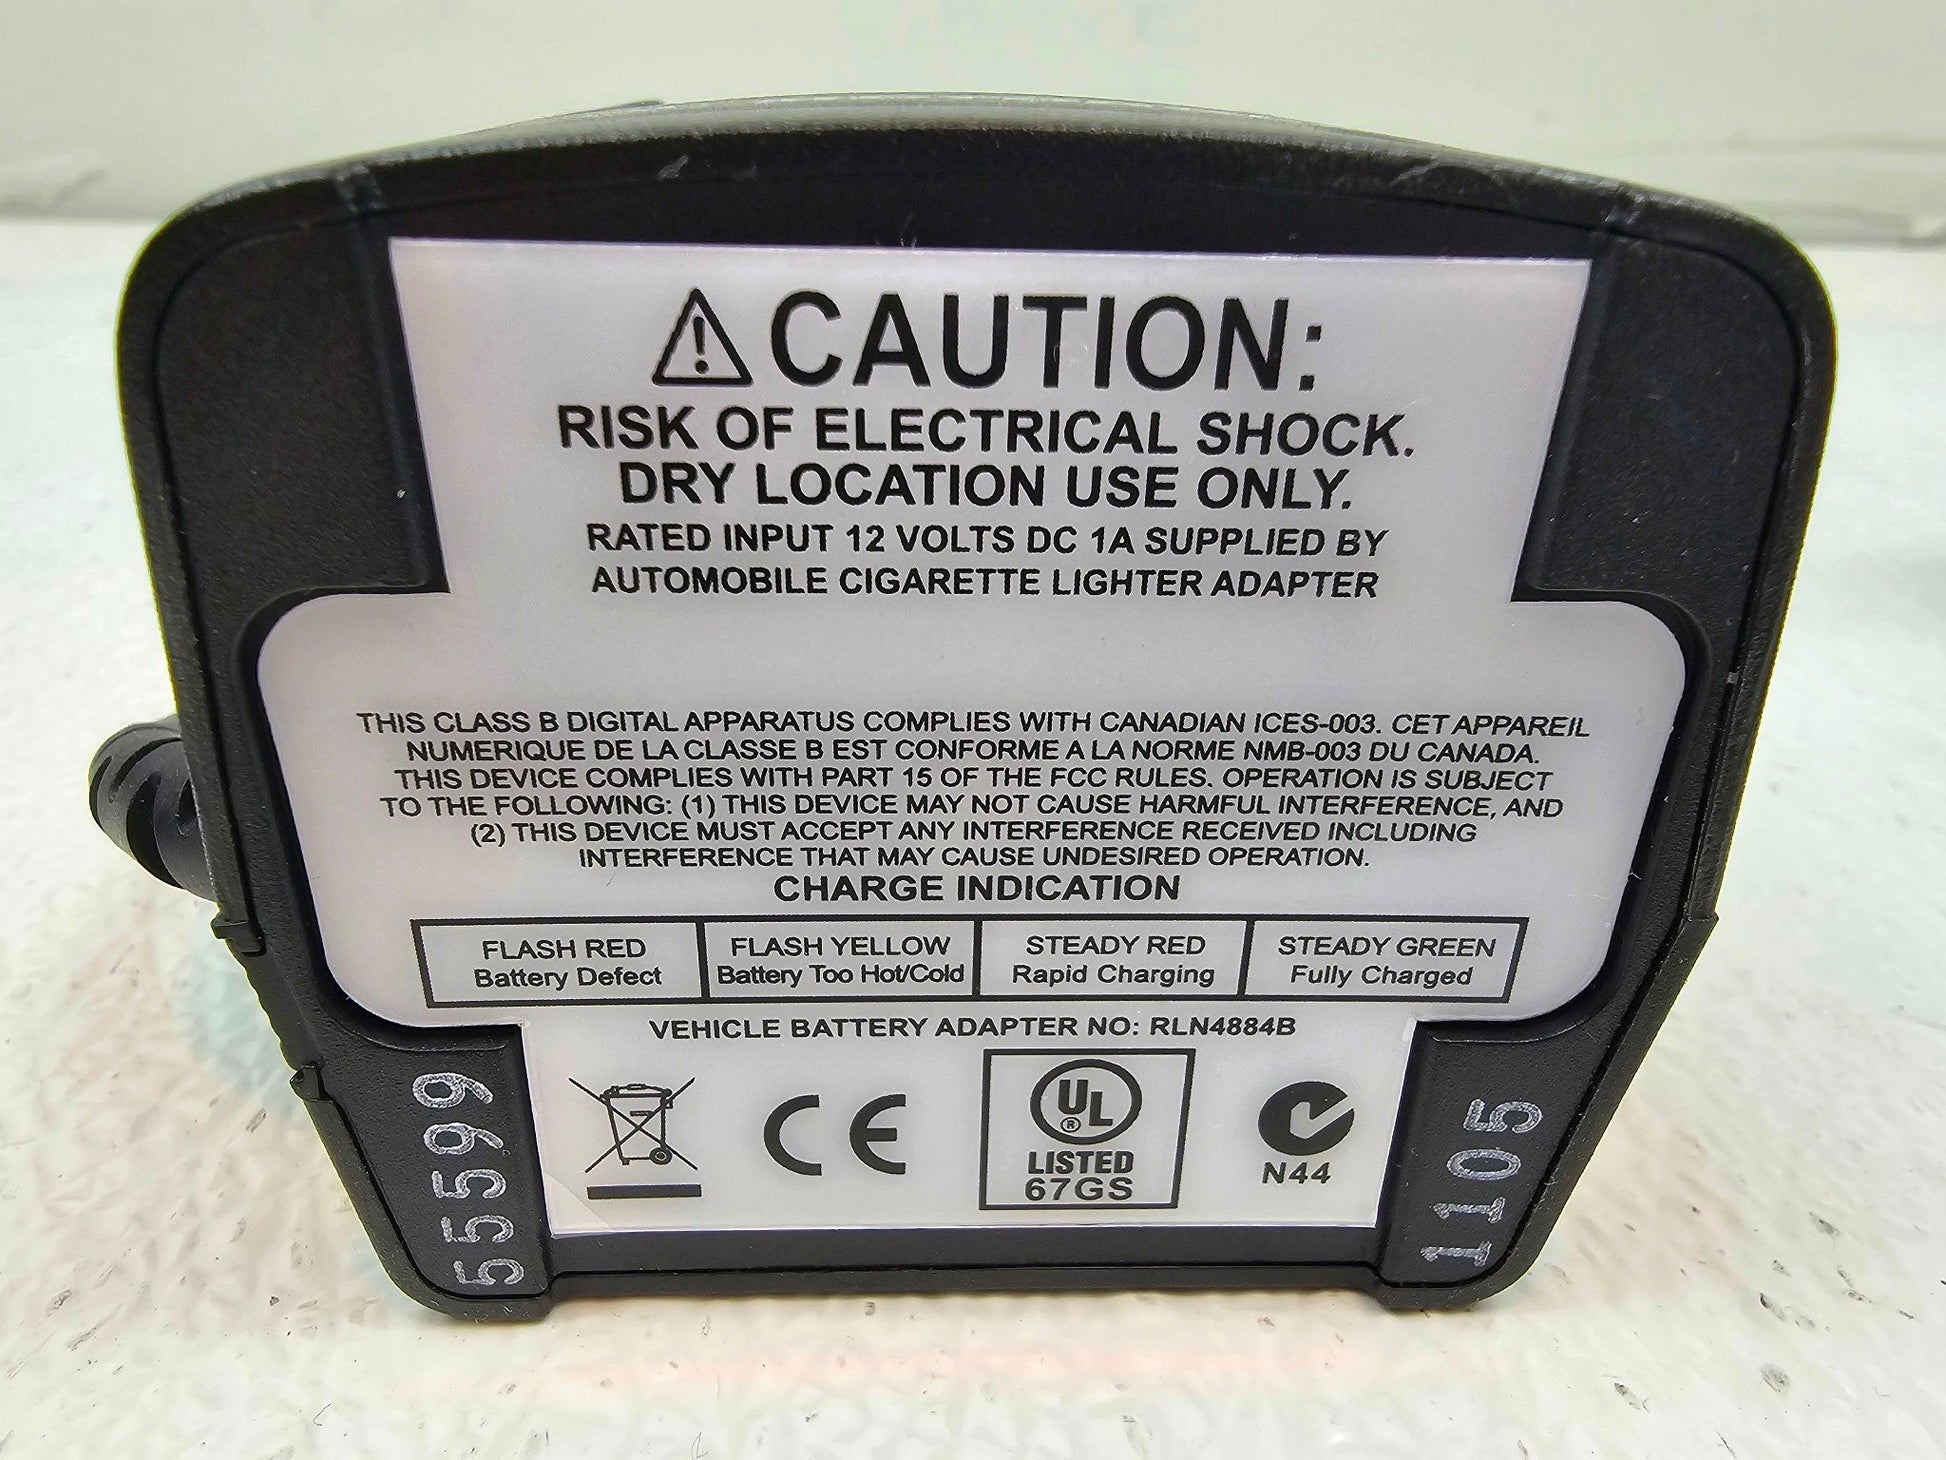 CAUTION:
RISK OF ELECTRICAL SHOCK.
DRY LOCATION USE ONLY.
RATED INPUT 12 VOLTS DC 1A SUPPLIED BY
AUTOMOBILE CIGARETTE LIGHTER ADAPTER
THIS CLASS B DIGITAL APPARATUS COMPLIES WITH CANADIAN ICES-003. CET APPAREIL
NUMERIQUE DE LA CLASSE B EST CONFORME A LA NORME NMB-003 DU CANADA.
THIS DEVICE COMPLIES WITH PART 15 OF THE FCC RULES. OPERATION IS SUBJECT
TO THE FOLLOWING: (1) THIS DEVICE MAY NOT CAUSE HARMFUL INTERFERENCE, AND
(2) THIS DEVICE MUST ACCEPT ANY INTERFERENCE RECEIVED INCLUDING
INTERFERENCE THAT MAY CAUSE UNDESIRED OPERATION.
CHARGE INDICATION
FLASH RED
Battery Defect
FLASH YELLOW
Battery Too Hot/Cold
STEADY RED
Rapid Charging
STEADY GREEN
Fully Charged
VEHICLE BATTERY ADAPTER NO: RLN4884B
CE
UL
®
LISTED
67GS
N44
55599
1105